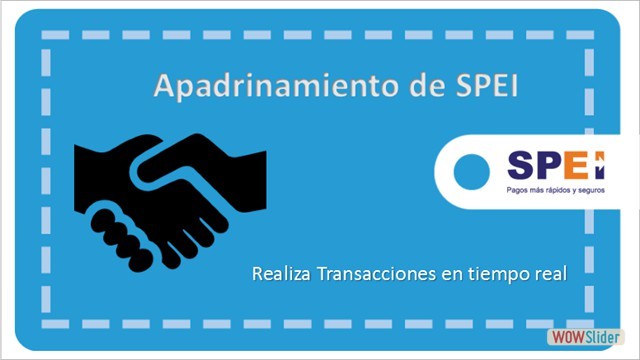 Apadrinamiento de SPEI
SPEI
Pagos más rápidos y seguros
Realiza Transacciones en tiempo real
WOWSlider